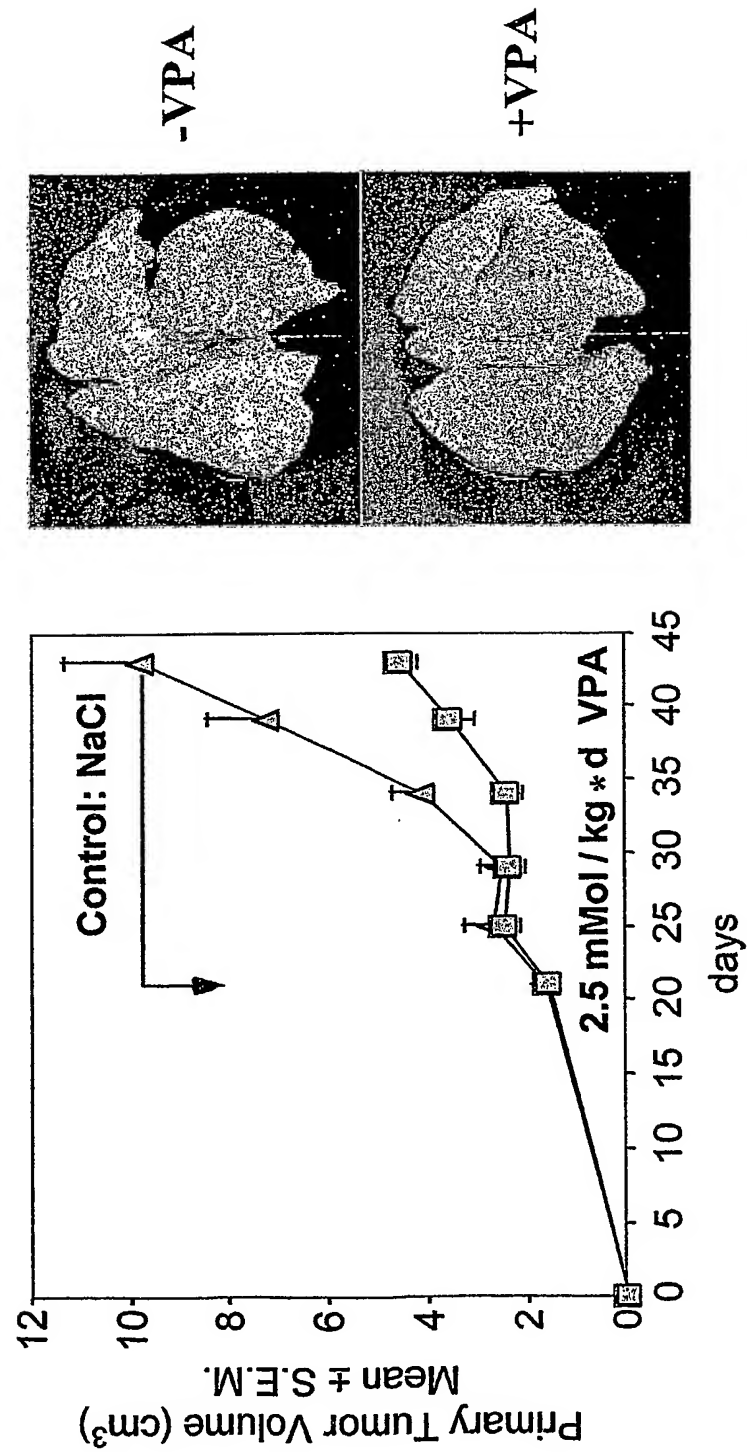 Primary Tumor Volume (cm³)
Mean ± S.E.M.
12
10
8
6
4
2
0
0 5 10 15 20 25 30 35 40 45
days
Control: NaCl
2.5 mMol / kg * d VPA
-VPA
+VPA